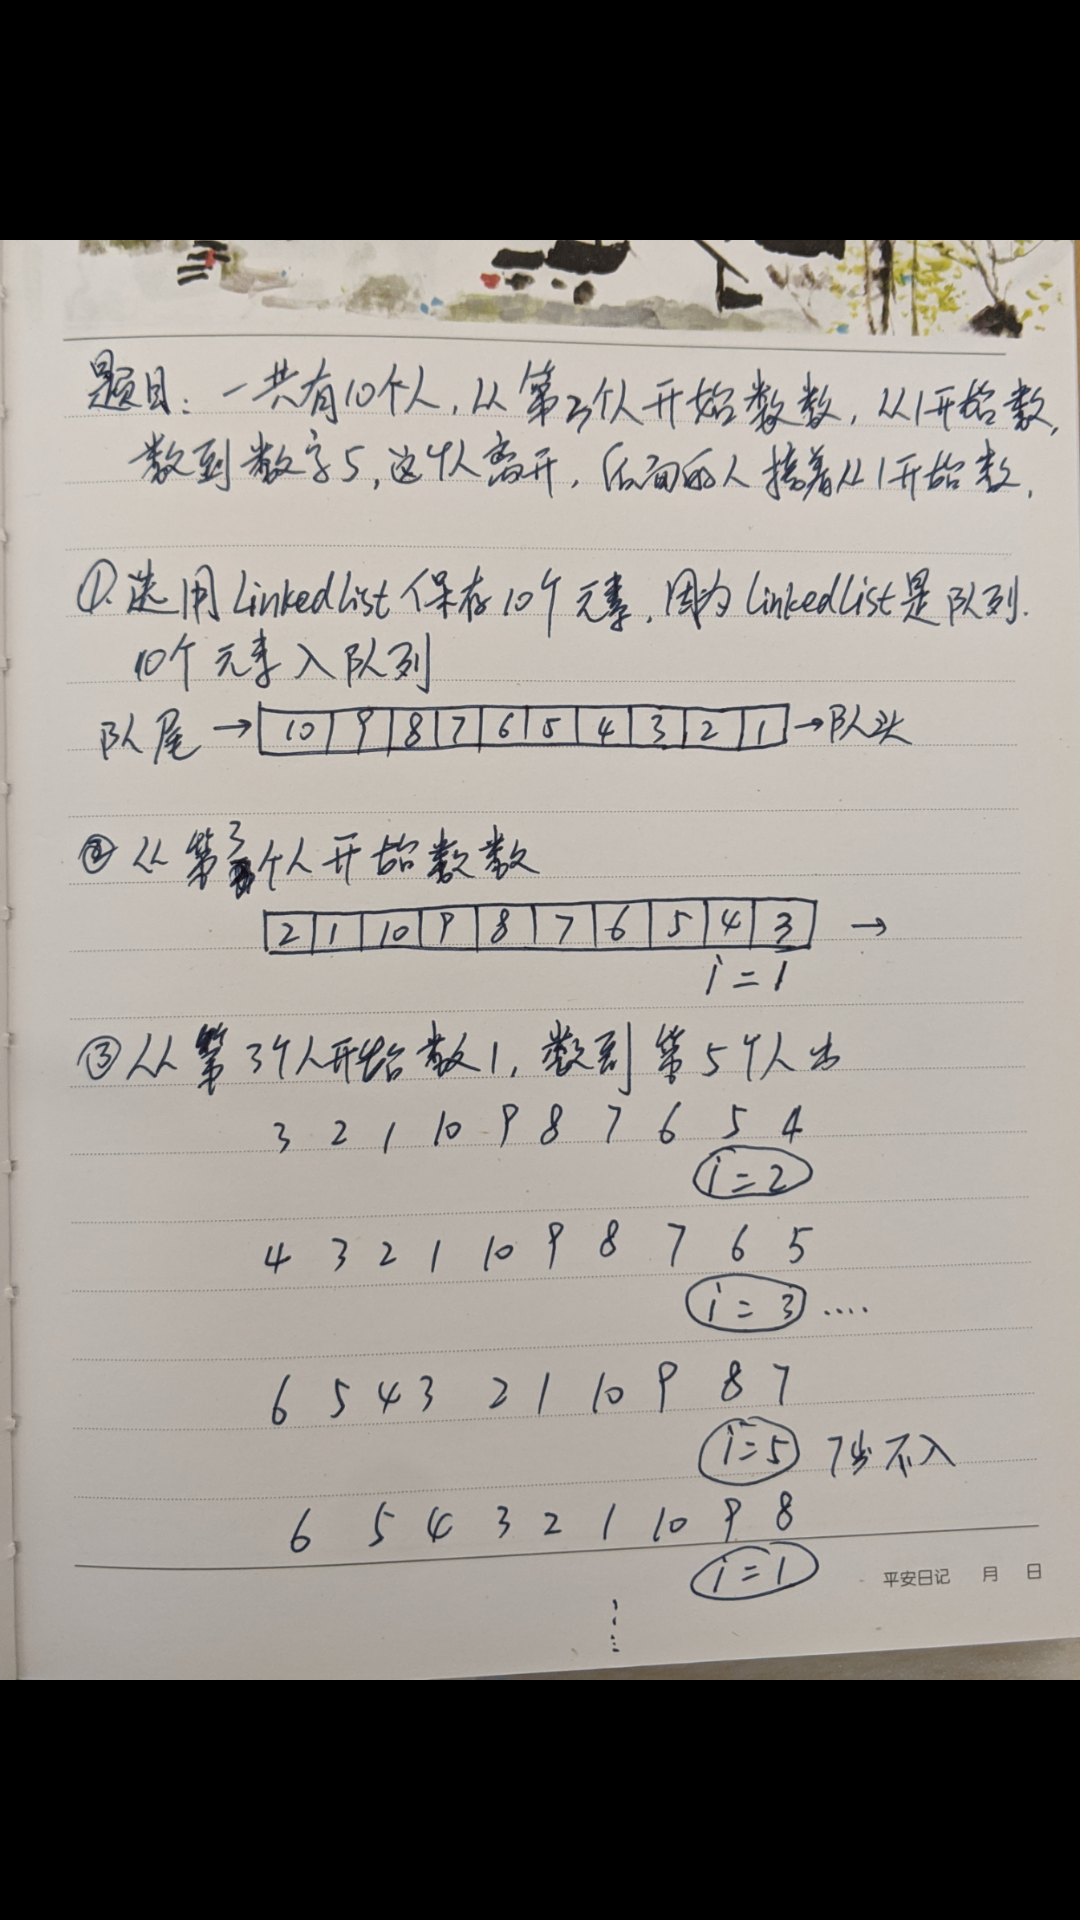 题目: 一共有10个人, 从第3个人开始数数, 从1开始数,
数到数字5, 这个人离开, 后面的人接着从1开始数.
① 选用LinkedList保存10个元素, 因为LinkedList是队列.
10个元素入队列
队尾 → 10 9 8 7 6 5 4 3 2 1 → 队头
② 从第3个人开始数数
2 1 10 9 8 7 6 5 4 3 →
i = 1
③ 从第3个人开始数1, 数到第5个人出
3 2 1 10 9 8 7 6 5 4
i = 2
4 3 2 1 10 9 8 7 6 5
i = 3 ....
6 5 4 3 2 1 10 9 8 7
i = 5 7出不入
6 5 4 3 2 1 10 9 8
i = 1
平安日记 月 日